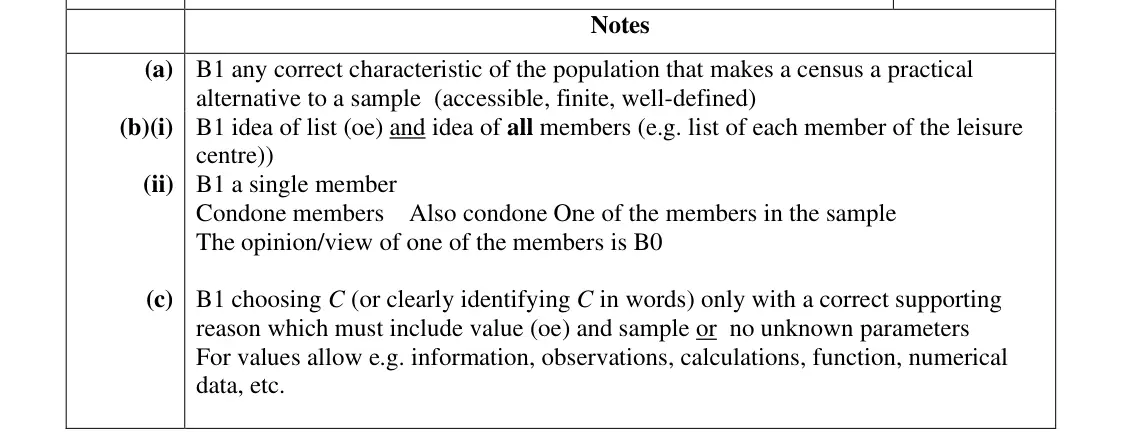 Notes
(a) B1 any correct characteristic of the population that makes a census a practical
alternative to a sample (accessible, finite, well-defined)
(b)(i) B1 idea of list (oe) and idea of all members (e.g. list of each member of the leisure
centre))
(ii) B1 a single member
Condone members Also condone One of the members in the sample
The opinion/view of one of the members is B0
(c) B1 choosing C (or clearly identifying C in words) only with a correct supporting
reason which must include value (oe) and sample or no unknown parameters
For values allow e.g. information, observations, calculations, function, numerical
data, etc.